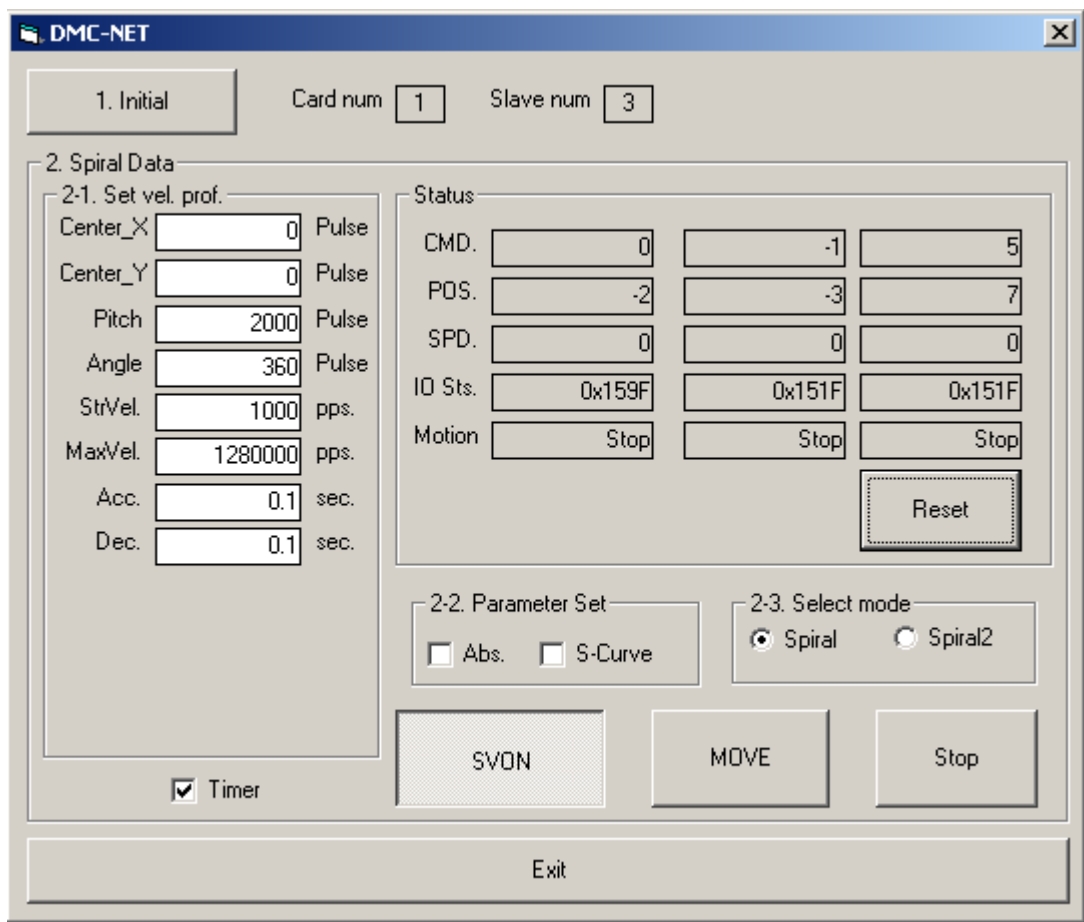 DMC-NET
1. Initial Card num 1 Slave num 3
2. Spiral Data
2-1. Set vel. prof.
Center_X 0 Pulse
Center_Y 0 Pulse
Pitch 2000 Pulse
Angle 360 Pulse
StrVel. 1000 pps.
MaxVel. 1280000 pps.
Acc. 0.1 sec.
Dec. 0.1 sec.
Timer
Status
CMD. 0 -1 5
POS. -2 -3 7
SPD. 0 0 0
IO Sts. 0x159F 0x151F 0x151F
Motion Stop Stop Stop
Reset
2-2. Parameter Set
Abs. S-Curve
2-3. Select mode
Spiral Spiral2
SVON MOVE Stop
Exit